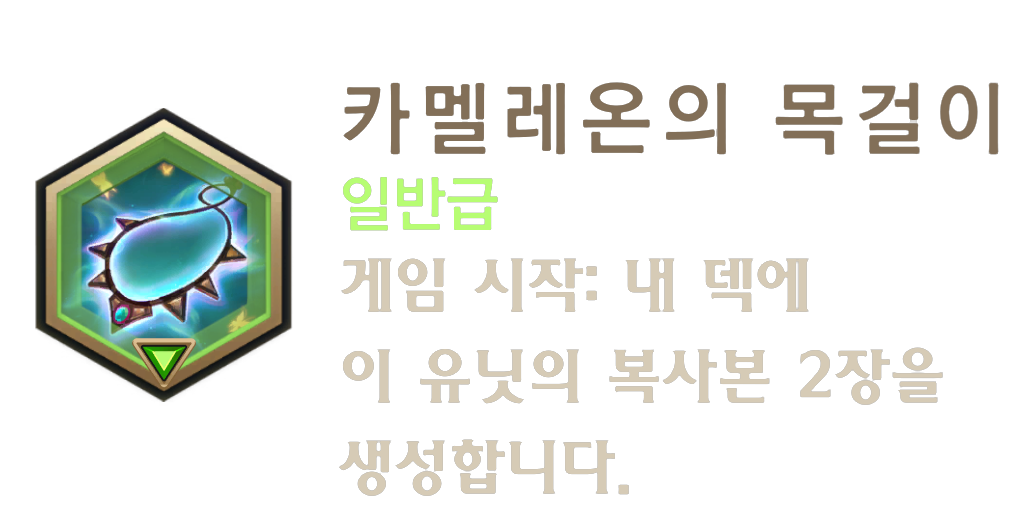 카멜레온의 목걸이
일반급
게임 시작: 내 덱에
이 유닛의 복사본 2장을
생성합니다.